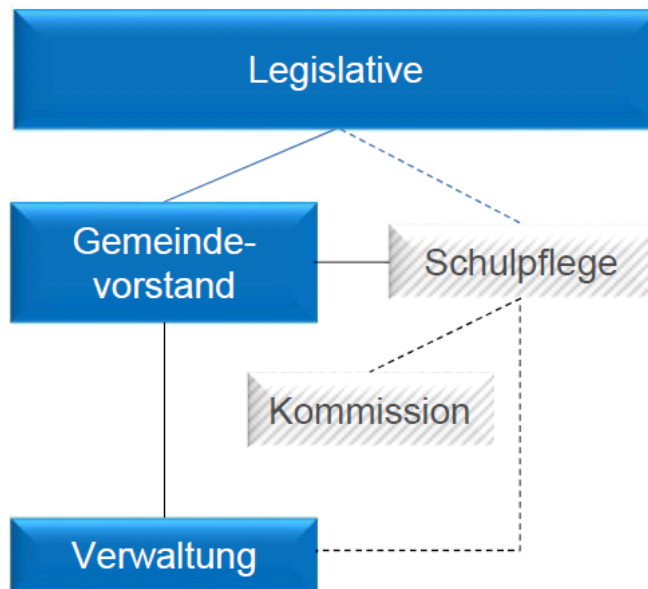 Legislative
Gemeinde-
vorstand
Schulpflege
Kommission
Verwaltung